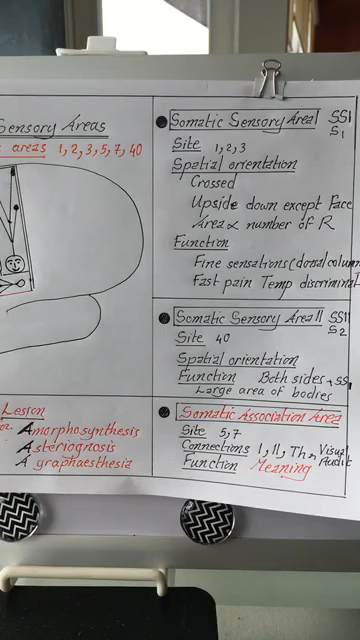 Sensory Areas
areas 1,2,3,5,7,40
Somatic Sensory Area I SSI
S1
Site 1,2,3
Spatial orientation
Crossed
Upside down except Face
Area ∝ number of R
Function
Fine sensations (dorsal colum
Fast pain Temp discriminat
Somatic Sensory Area II SSII
S2
Site 40
Spatial orientation
Function Both sides
Large area of bodies
Lesion
Amorphosynthesis
Asteriognosis
A graphaesthesia
Somatic Association Area
Site 5,7
Connections I, II, Th, Visual
Audit
Function Meaning